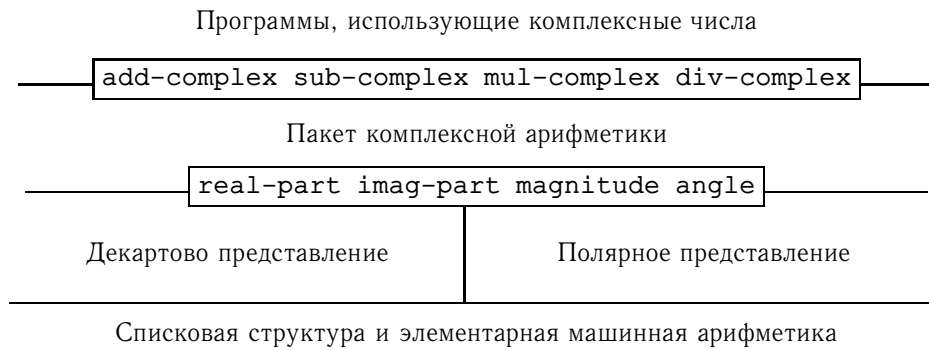 Программы, использующие комплексные числа
add-complex sub-complex mul-complex div-complex
Пакет комплексной арифметики
real-part imag-part magnitude angle
Декартово представление
Полярное представление
Списковая структура и элементарная машинная арифметика